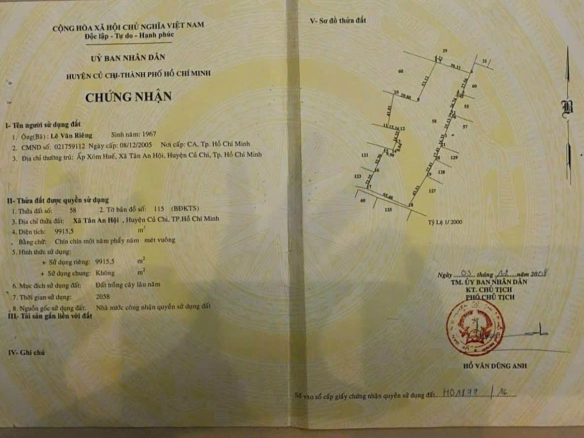 CỘNG HÒA XÃ HỘI CHỦ NGHĨA VIỆT NAM
Độc lập - Tự do - Hạnh phúc
UỶ BAN NHÂN DÂN
HUYỆN CỦ CHI-THÀNH PHỐ HỒ CHÍ MINH
CHỨNG NHẬN
I- Tên người sử dụng đất
1. Ông(Bà) : Lê Văn Riêng Sinh năm: 1967
2. CMND số: 021759112 Ngày cấp: 08/12/2005 Nơi cấp: CA, Tp. Hồ Chí Minh
3. Địa chỉ thường trú: Ấp Xóm Huế, Xã Tân An Hội, Huyện Củ Chi, TP. Hồ Chí Minh
II- Thửa đất được quyền sử dụng
1. Thửa đất số: 58 2. Tờ bản đồ số: 115 (BĐKTS)
3. Địa chỉ thửa đất: Xã Tân An Hội , Huyện Củ Chi, TP.Hồ Chí Minh
4. Diện tích: 9915,5 m²
Bằng chữ: Chín chín một năm phẩy năm mét vuông
5. Hình thức sử dụng:
+ Sử dụng riêng: 9915,5 m²
+ Sử dụng chung: Không m²
6. Mục đích sử dụng đất: Đất trồng cây lâu năm
7. Thời gian sử dụng: 2058
8. Nguồn gốc sử dụng: Nhà nước công nhận quyền sử dụng đất
III- Tài sản gắn liền với đất
IV- Ghi chú
V- Sơ đồ thửa đất
B
Tỷ Lệ 1/2000
Ngày tháng năm
TM. ỦY BAN NHÂN DÂN
KT. CHỦ TỊCH
PHÓ CHỦ TỊCH
HỒ VĂN DŨNG ANH
Số vào sổ cấp giấy chứng nhận quyền sử dụng đất: